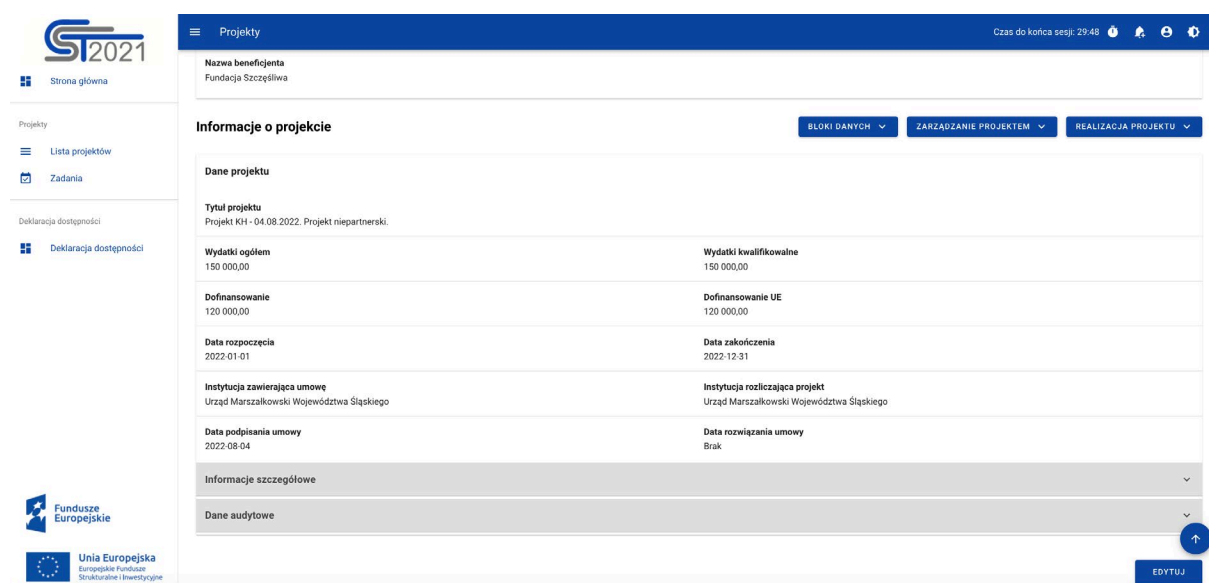 CST2021
Projekty
Czas do końca sesji: 29:48
Strona główna
Projekty
Lista projektów
Zadania
Deklaracja dostępności
Deklaracja dostępności
Fundusze
Europejskie
Unia Europejska
Europejskie Fundusze
Strukturalne i Inwestycyjne
Nazwa beneficjenta
Fundacja Szczęśliwa
Informacje o projekcie
BLOKI DANYCH
ZARZĄDZANIE PROJEKTEM
REALIZACJA PROJEKTU
Dane projektu
Tytuł projektu
Projekt KH - 04.08.2022. Projekt niepartnerski.
Wydatki ogółem
150 000,00
Wydatki kwalifikowalne
150 000,00
Dofinansowanie
120 000,00
Dofinansowanie UE
120 000,00
Data rozpoczęcia
2022-01-01
Data zakończenia
2022-12-31
Instytucja zawierająca umowę
Urząd Marszałkowski Województwa Śląskiego
Instytucja rozliczająca projekt
Urząd Marszałkowski Województwa Śląskiego
Data podpisania umowy
2022-08-04
Data rozwiązania umowy
Brak
Informacje szczegółowe
Dane audytowe
EDYTUJ